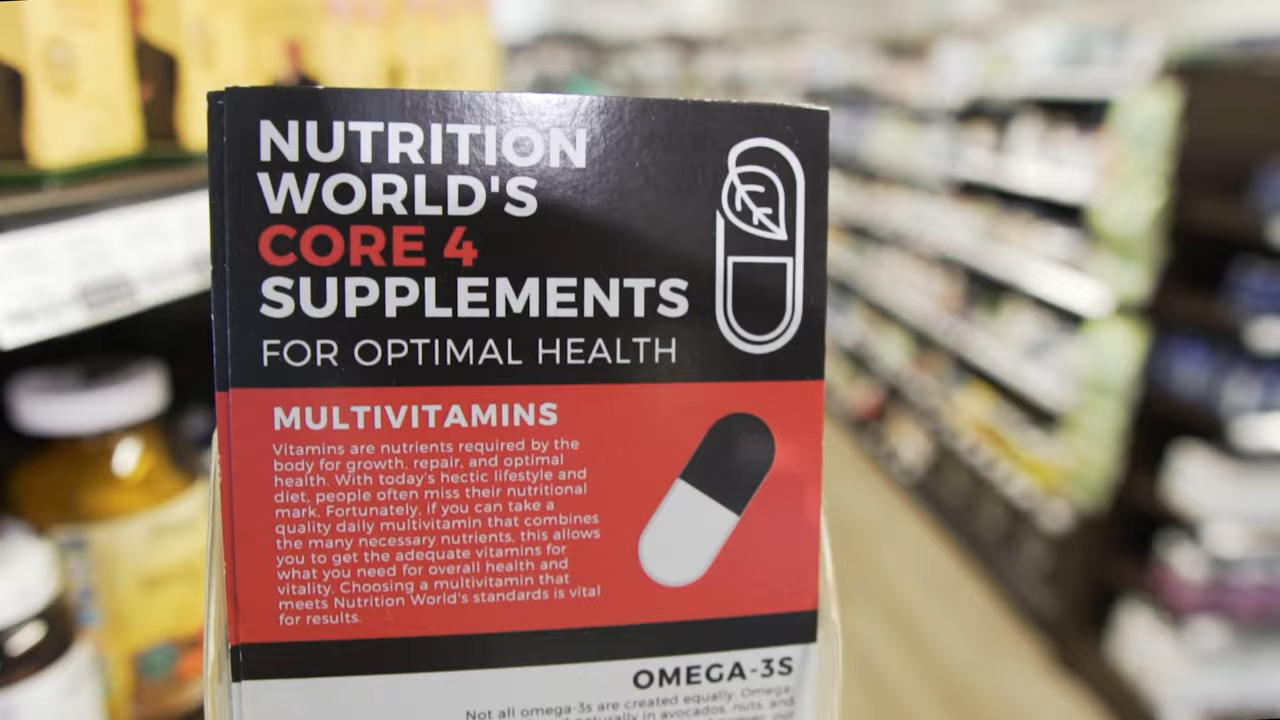 NUTRITION
WORLD'S
CORE 4
SUPPLEMENTS
FOR OPTIMAL HEALTH
MULTIVITAMINS
Vitamins are nutrients required by the
body for growth, repair, and optimal
health. With today's hectic lifestyle and
diet, people often miss their nutritional
mark. Fortunately, if you can take a
quality daily multivitamin that combines
the many necessary nutrients, this allows
you to get the adequate vitamins for
what you need for overall health and
vitality. Choosing a multivitamin that
meets Nutrition World's standards is vital
for results.
OMEGA-3S
Not all omega-3s are created equally. Omega-
naturally in avocados, nuts, and